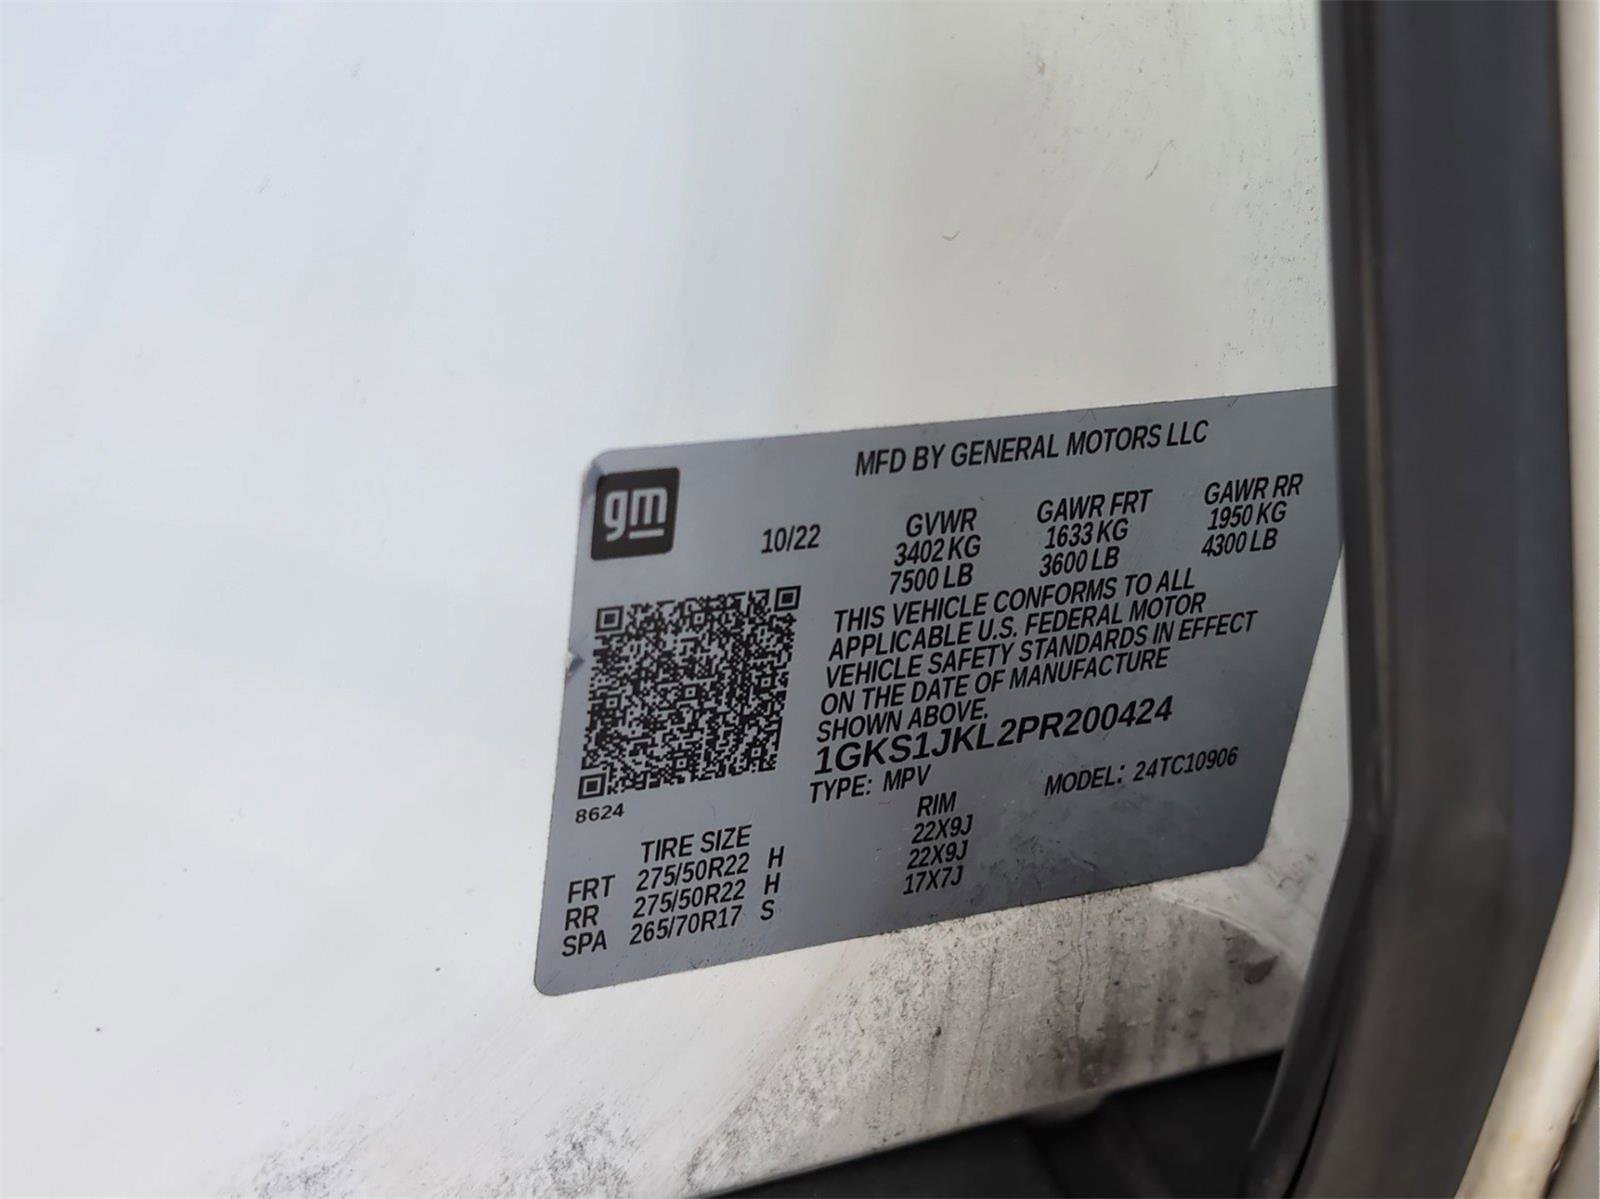 MFD BY GENERAL MOTORS LLC
gm
10/22
GVWR GAWR FRT GAWR RR
3402 KG 1633 KG 1950 KG
7500 LB 3600 LB 4300 LB
THIS VEHICLE CONFORMS TO ALL
APPLICABLE U.S. FEDERAL MOTOR
VEHICLE SAFETY STANDARDS IN EFFECT
ON THE DATE OF MANUFACTURE
SHOWN ABOVE.
1GKS1JKL2PR200424
TYPE: MPV MODEL: 24TC10906
8624
TIRE SIZE RIM
FRT 275/50R22 H 22X9J
RR 275/50R22 H 22X9J
SPA 265/70R17 S 17X7J